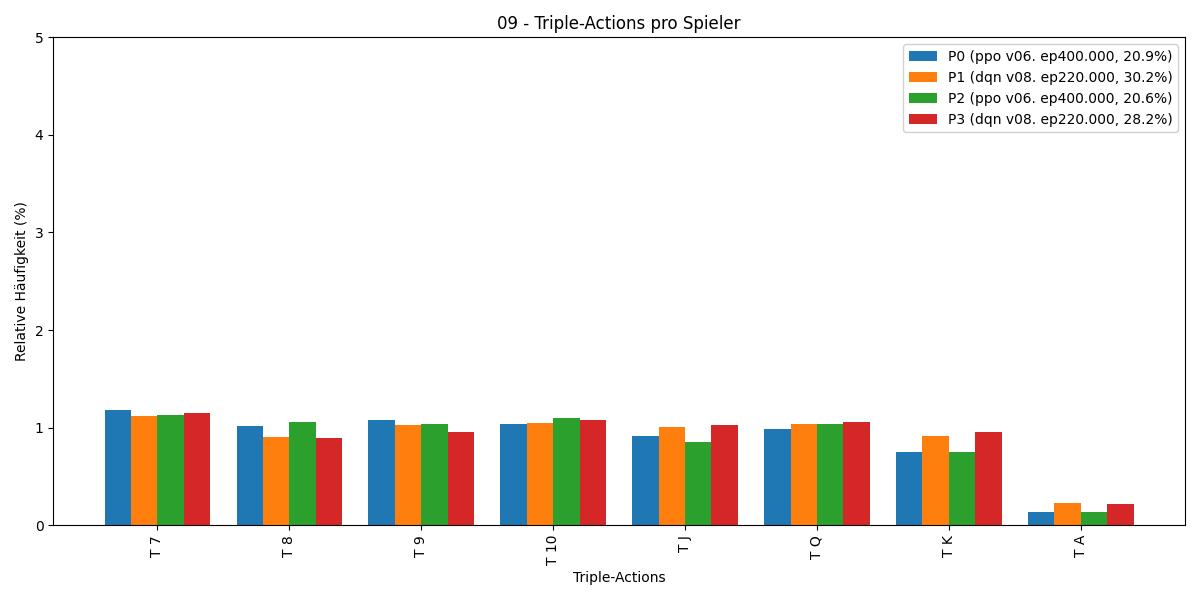 09 - Triple-Actions pro Spieler
P0 (ppo v06. ep400.000, 20.9%)
P1 (dqn v08. ep220.000, 30.2%)
P2 (ppo v06. ep400.000, 20.6%)
P3 (dqn v08. ep220.000, 28.2%)
Relative Häufigkeit (%)
5
4
3
2
1
0
T 7
T 8
T 9
T 10
T J
T Q
T K
T A
Triple-Actions